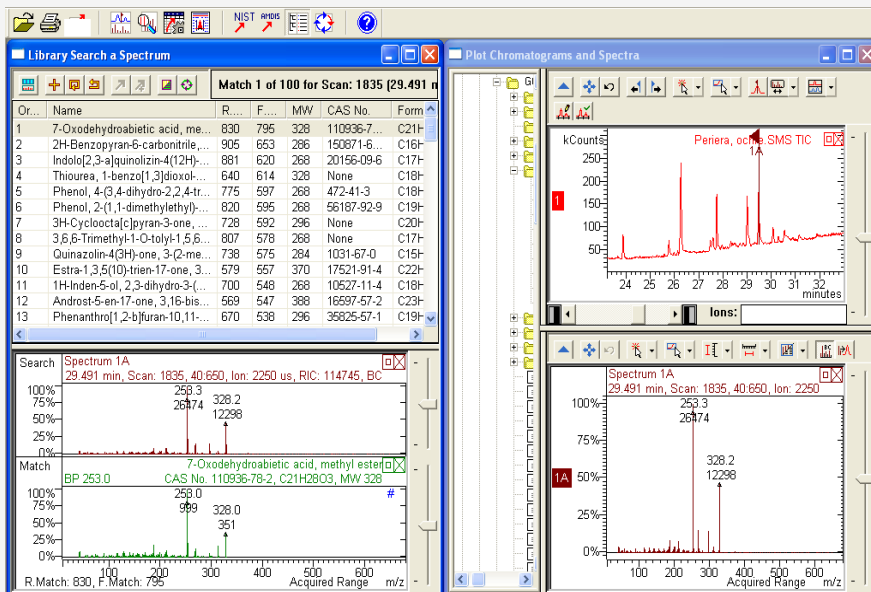 NIST AMDIS
Library Search a Spectrum
Match 1 of 100 for Scan: 1835 (29.491 m
Or... Name R.... F.... MW CAS No. Form
1 7-Oxodehydroabietic acid, me... 830 795 328 110936-7... C21H
2 2H-Benzopyran-6-carbonitrile,... 905 653 286 150871-6... C16H
3 Indolo[2,3-a]quinolizin-4(12H)-... 881 620 268 20156-09-6 C17H
4 Thiourea, 1-benzo[1,3]dioxol-... 640 614 328 None C18H
5 Phenol, 4-(3,4-dihydro-2,2,4-tr... 775 597 268 472-41-3 C18H
6 Phenol, 2-(1,1-dimethylethyl)-... 820 595 268 56187-92-9 C19H
7 3H-Cycloocta[c]pyran-3-one, ... 728 592 296 None C20H
8 3,6,6-Trimethyl-1-O-tolyl-1,5,6... 807 578 268 None C17H
9 Quinazolin-4(3H)-one, 3-(2-me... 738 575 284 1031-67-0 C15H
10 Estra-1,3,5(10)-trien-17-one, 3... 579 557 370 17521-91-4 C22H
11 1H-Inden-5-ol, 2,3-dihydro-3-(... 700 548 268 10527-11-4 C18H
12 Androst-5-en-17-one, 3,16-bis... 569 547 388 16597-57-2 C23H
13 Phenanthro[1,2-b]furan-10,11-... 670 538 296 35825-57-1 C19H
Search Spectrum 1A
29.491 min, Scan: 1835, 40:650, Ion: 2250 us, RIC: 114745, BC
100%
75%
50%
25%
0%
253.3
26474
328.2
12298
Match 7-Oxodehydroabietic acid, methyl ester
BP 253.0 CAS No. 110936-78-2, C21H28O3, MW 328
100%
75%
50%
25%
0%
253.0
999
328.0
351
#
100 200 300 400 500 600
R.Match: 830, F.Match: 795 Acquired Range m/z
Plot Chromatograms and Spectra
kCounts
Periera, ochre.SMS TIC
1A
250
200
150
100
50
1
24 25 26 27 28 29 30 31 32
minutes
Ions:
Spectrum 1A
29.491 min, Scan: 1835, 40:650, Ion: 2250
253.3
26474
328.2
12298
100%
75%
50%
25%
0%
1A
100 200 300 400 500 600
Acquired Range m/z